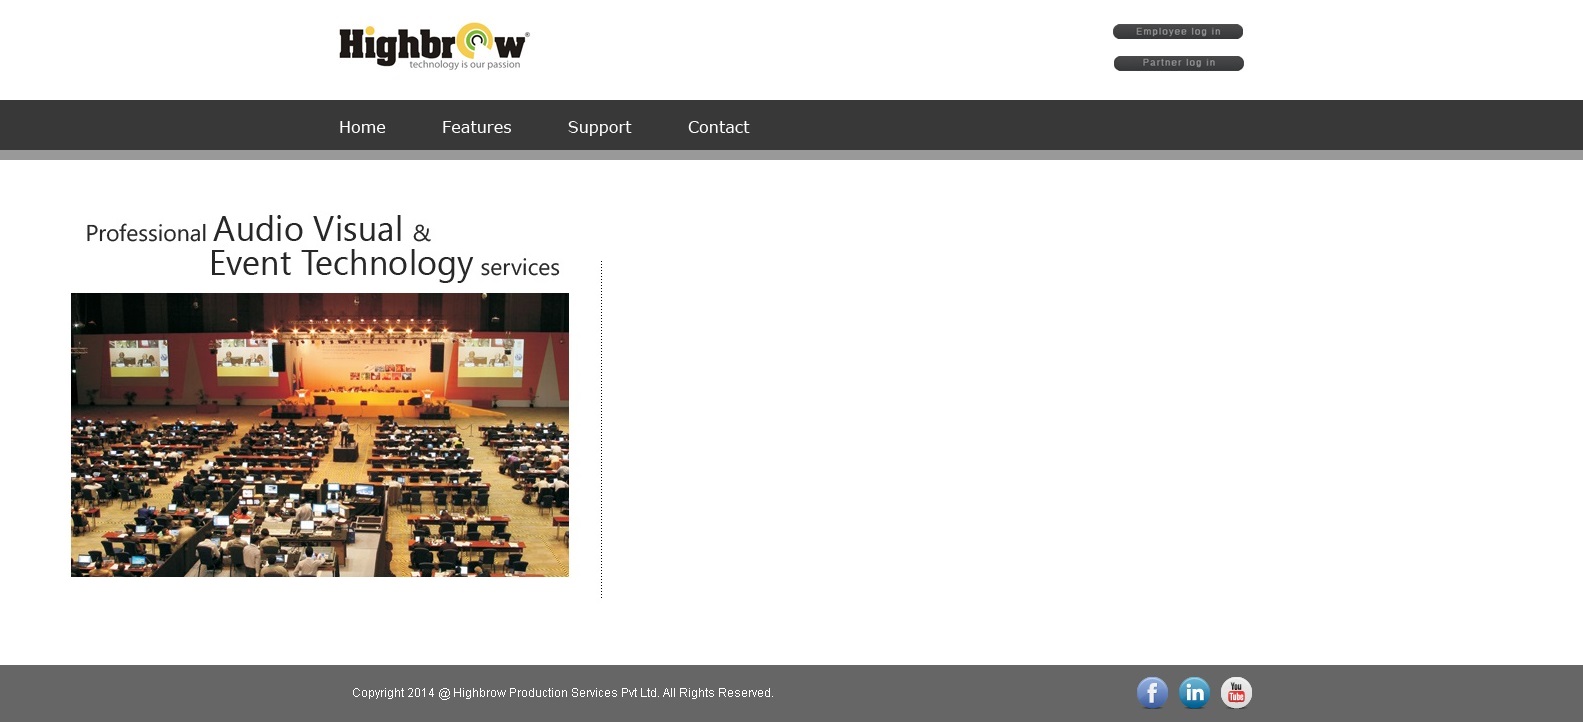 Highbrow®
technology is our passion
Employee log in
Partner log in
Home Features Support Contact
Professional Audio Visual &
Event Technology services
Copyright 2014 @ Highbrow Production Services Pvt Ltd. All Rights Reserved.
f in You Tube